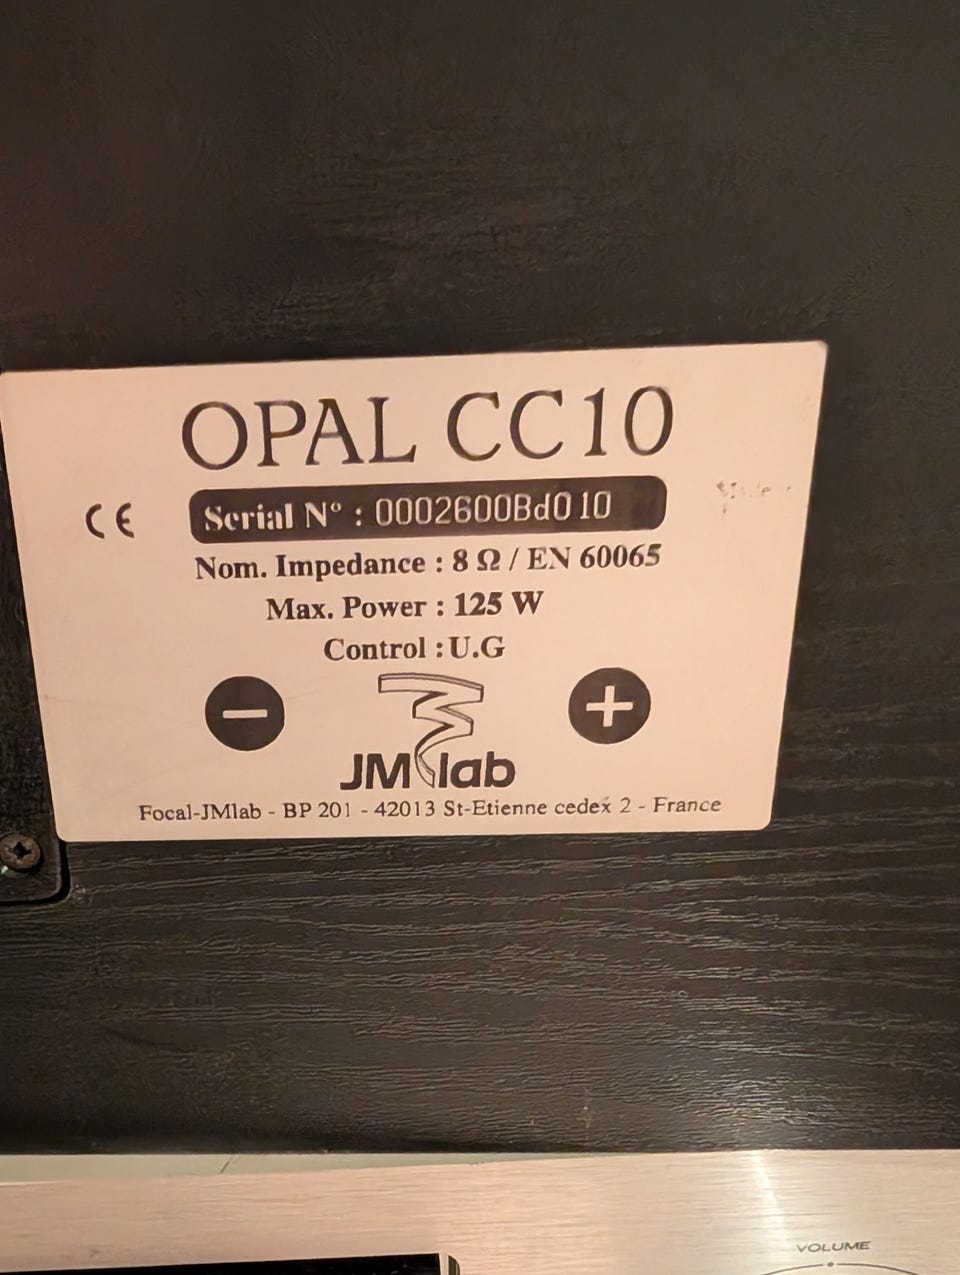 OPAL CC10
CE
Serial N° : 0002600Bd010
Nom. Impedance : 8 Ω / EN 60065
Max. Power : 125 W
Control : U.G
− +
JMlab
Focal-JMlab - BP 201 - 42013 St-Etienne cedex 2 - France
VOLUME